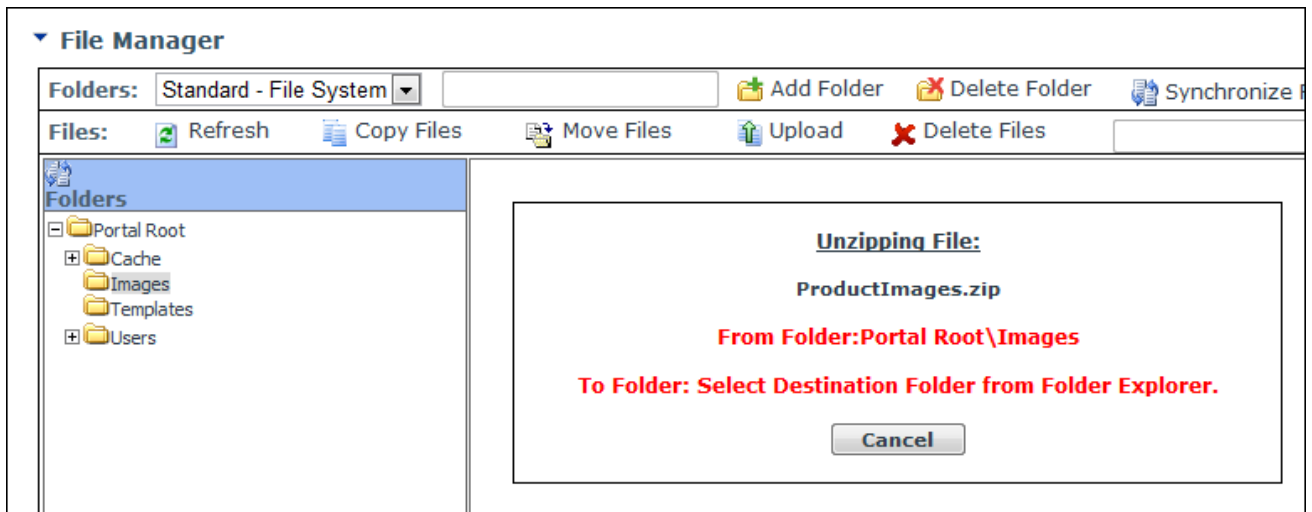 File Manager
Folders: Standard - File System Add Folder Delete Folder Synchronize
Files: Refresh Copy Files Move Files Upload Delete Files
Folders
Portal Root
Cache
Images
Templates
Users
Unzipping File:
ProductImages.zip
From Folder:Portal Root\Images
To Folder: Select Destination Folder from Folder Explorer.
Cancel